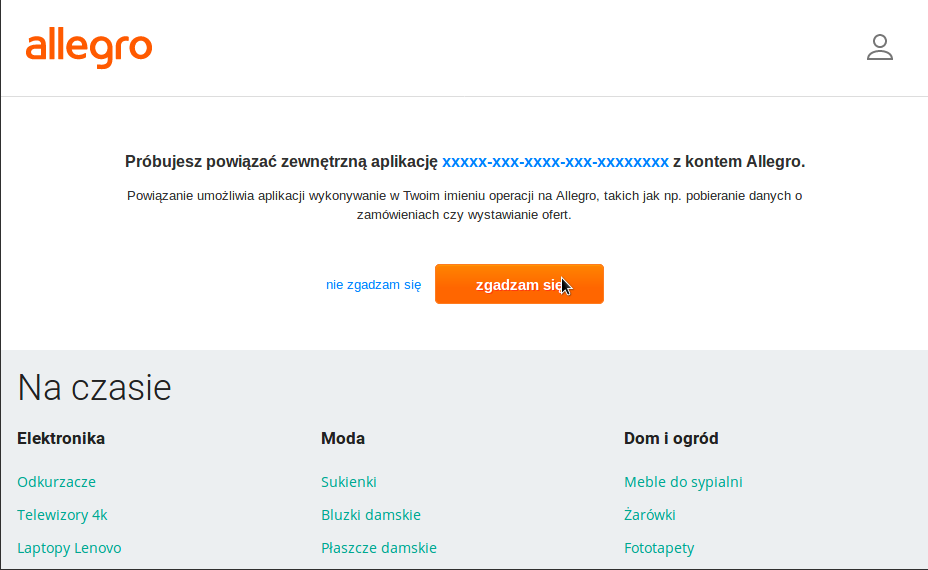 allegro
Próbujesz powiązać zewnętrzną aplikację xxxxx-xxx-xxxx-xxx-xxxxxxxx z kontem Allegro.
Powiązanie umożliwia aplikacji wykonywanie w Twoim imieniu operacji na Allegro, takich jak np. pobieranie danych o
zamówieniach czy wystawianie ofert.
nie zgadzam się zgadzam się
Na czasie
Elektronika Moda Dom i ogród
Odkurzacze Sukienki Meble do sypialni
Telewizory 4k Bluzki damskie Żarówki
Laptopy Lenovo Płaszcze damskie Fototapety